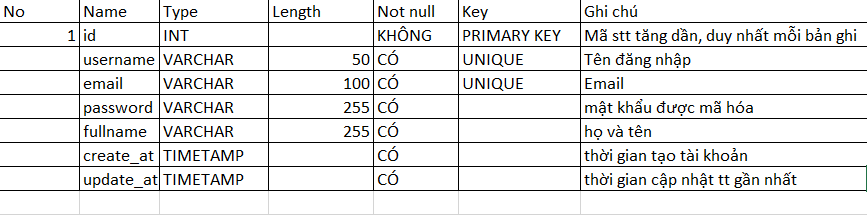 No Name Type Length Not null Key Ghi chú
1 id INT KHÔNG PRIMARY KEY Mã stt tăng dần, duy nhất mỗi bản ghi
username VARCHAR 50 CÓ UNIQUE Tên đăng nhập
email VARCHAR 100 CÓ UNIQUE Email
password VARCHAR 255 CÓ mật khẩu được mã hóa
fullname VARCHAR 255 CÓ họ và tên
create_at TIMETAMP CÓ thời gian tạo tài khoản
update_at TIMETAMP CÓ thời gian cập nhật tt gần nhất